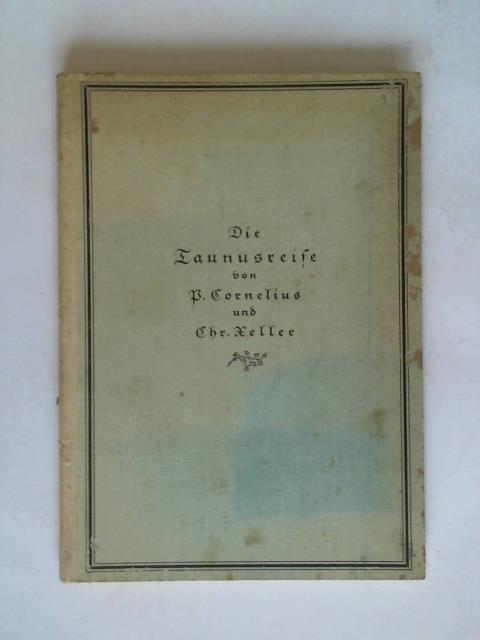 Die
Taunusreiſe
von
P. Cornelius
und
Chr. Xeller